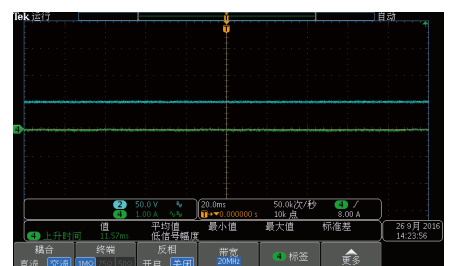 Tek 运行 自动
T
4
2 50.0 V 20.0ms 50.0k次/秒 4 /
4 1.00 A T→▼0.000000 s 10k 点 8.00 A
值 平均值 最小值 最大值 标准差
4 上升时间 11.57ms 低信号幅度
26 9月 2016
14:23:56
耦合 终端 反相 带宽 4 标签 更多
直流 交流 1MΩ 75Ω 50Ω 开启 关闭 20MHz